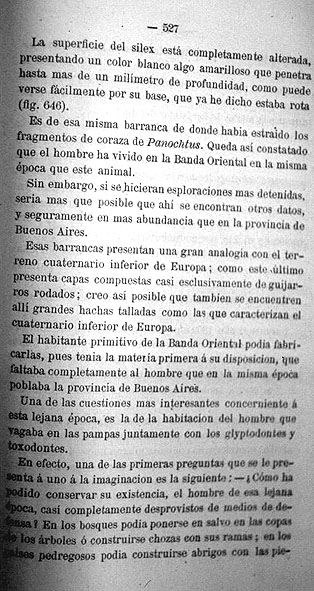 — 527
La superficie del silex está completamente alterada,
presentando un color blanco algo amarilloso que penetra
hasta mas de un milímetro de profundidad, como puede
verse fácilmente por su base, que ya he dicho estaba rota
(fig. 646).
Es de esa misma barranca de donde habia estraido los
fragmentos de coraza de Panochtus. Queda así constatado
que el hombre ha vivido en la Banda Oriental en la misma
época que este animal.
Sin embargo, si se hicieran esploraciones mas detenidas,
seria mas que posible que ahí se encontran otros datos,
y seguramente en mas abundancia que en la provincia de
Buenos Aires.
Esas barrancas presentan una gran analogía con el ter-
reno cuaternario inferior de Europa; como este último
presenta capas compuestas casi esclusivamente de guijar-
ros rodados; creo asi posible que tambien se encuentren
allí grandes hachas talladas como las que caracterizan el
cuaternario inferior de Europa.
El habitante primitivo de la Banda Oriental podia fabri-
carlas, pues tenia la materia primera á su disposicion, que
faltaba completamente al hombre que en la misma época
poblaba la provincia de Buenos Aires.
Una de las cuestiones mas interesantes concerniente á
esta lejana época, es la de la habitacion del hombre que
vagaba en las pampas juntamente con los glyptodontes y
toxodontes.
En efecto, una de las primeras preguntas que se le pre-
senta á uno á la imaginacion es la siguiente: —¿Cómo ha
podido conservar su existencia, el hombre de esa lejana
época, casi completamente desprovistos de medios de de-
fensa? En los bosques podia ponerse en salvo en las copas
de los árboles ó construirse chozas con sus ramas; en los
países pedregosos podia construirse abrigos con las pie-